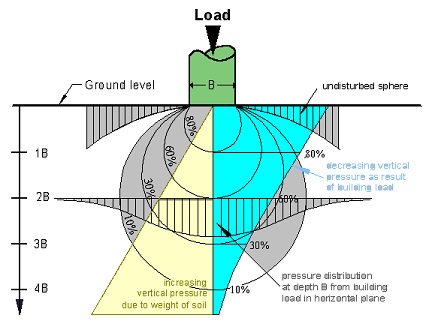 Load
B
Ground level
undisturbed sphere
80%
60%
30%
10%
1B
2B
3B
4B
80%
decreasing vertical
pressure as result
of building load
60%
30%
10%
increasing
vertical pressure
due to weight of soil
pressure distribution
at depth B from building
load in horizontal plane